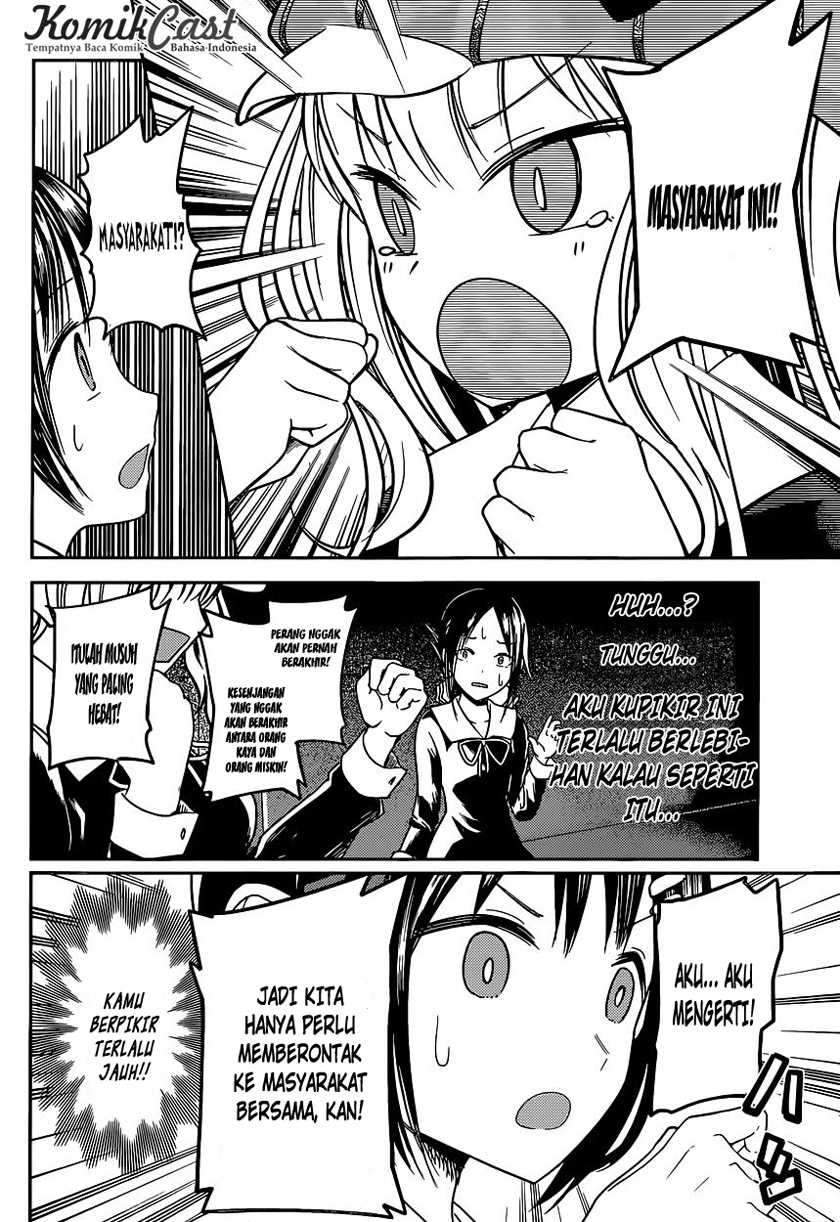 KomikCast
Tempatnya Baca Komik Bahasa Indonesia
MASYARAKAT INI!!
MASYARAKAT!?
HUH...?
TUNGGU...
AKU KUPIKIR INI
TERLALU BERLEBI-
HAN KALAU SEPERTI
ITU...
PERANG NGGAK
AKAN PERNAH
BERAKHIR!
KESENJANGAN
YANG NGGAK
AKAN BERAKHIR
ANTARA ORANG
KAYA DAN
ORANG MISKIN!
ITULAH MUSUH
YANG PALING
HEBAT!
AKU... AKU
MENGERTI!
JADI KITA
HANYA PERLU
MEMBERONTAK
KE MASYARAKAT
BERSAMA, KAN!
KAMU
BERPIKIR
TERLALU
JAUH!!